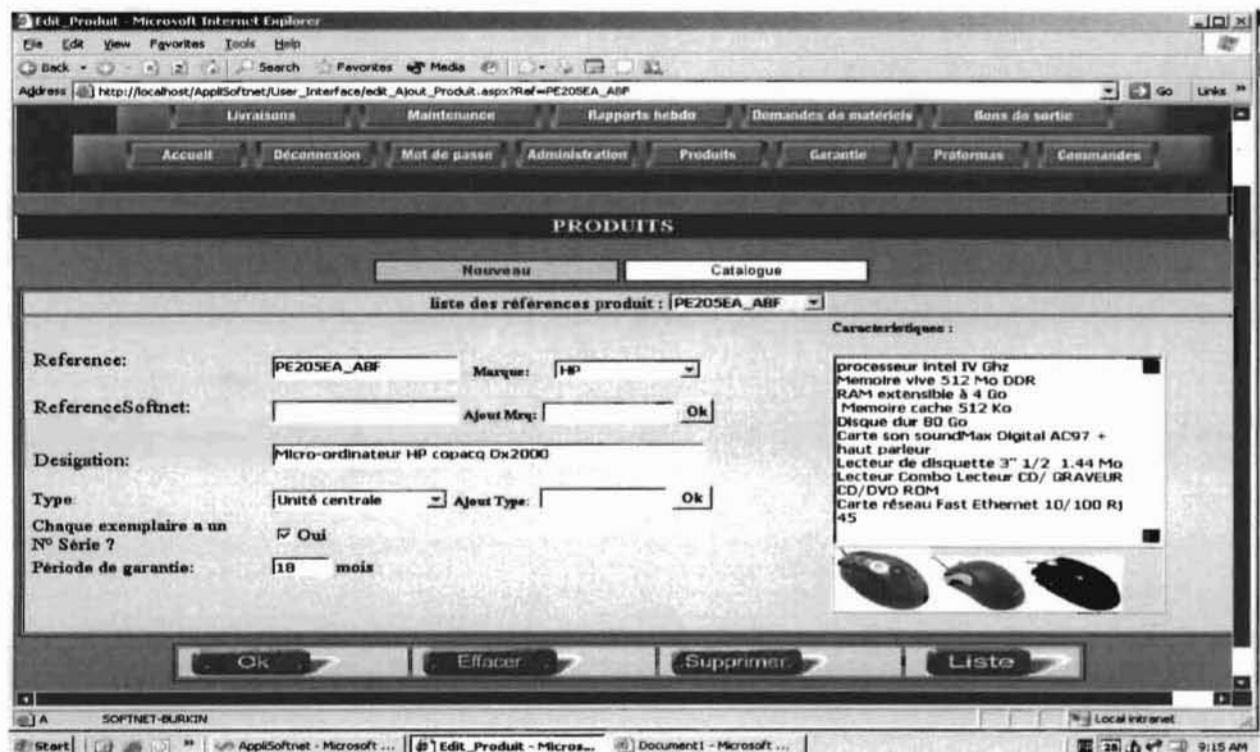 Edit_Produit - Microsoft Internet Explorer
File Edit View Favorites Tools Help
Back Search Favorites Media
Address http://localhost/AppliSoftnet/User_Interface/edit_Ajout_Produit.aspx?Ref=PE205EA_ABF Go Links »
Livraisons Maintenance Rapports hebdo Demandes de matériels Bons de sortie
Accueil Déconnexion Mot de passe Administration Produits Garantie Proformas Commandes
PRODUITS
Nouveau Catalogue
liste des références produit : PE205EA_ABF
Caracteristiques :
Reference: PE205EA_ABF Marque: HP
ReferenceSoftnet: Ajout Mrq: Ok
Desigation: Micro-ordinateur HP copacq Dx2000
Type: Unité centrale Ajout Type: Ok
Chaque exemplaire a un
N° Série ? Oui
Période de garantie: 18 mois
processeur Intel IV Ghz
Memoire vive 512 Mo DDR
RAM extensible à 4 Go
Memoire cache 512 Ko
Disque dur 80 Go
Carte son soundMax Digital AC97 +
haut parleur
Lecteur de disquette 3" 1/2 1.44 Mo
Lecteur Combo Lecteur CD/ GRAVEUR
CD/DVD ROM
Carte réseau Fast Ethernet 10/100 RJ
45
Ok Effacer Supprimer Liste
A SOFTNET-BURKIN Local intranet
Start » AppliSoftnet - Microsoft ... Edit_Produit - Micros... Document1 - Microsoft ... 9:15 AM